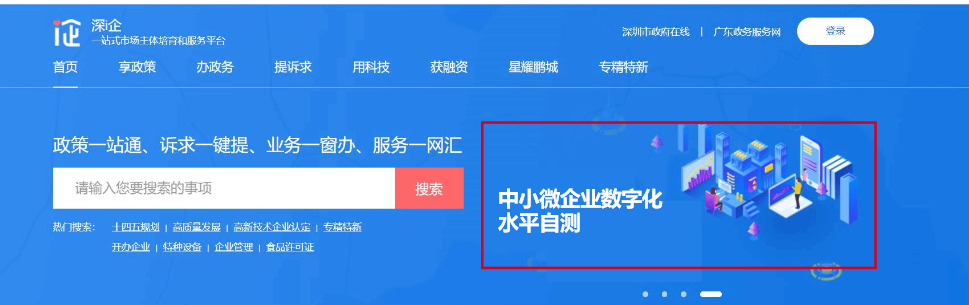 深i企
一站式市场主体培育和服务平台
深圳市政府在线 | 广东政务服务网 登录
首页 享政策 办政务 提诉求 用科技 获融资 星耀鹏城 专精特新
政策一站通、诉求一键提、业务一窗办、服务一网汇
请输入您要搜索的事项 搜索
中小微企业数字化
水平自测
热门搜索： 十四五规划 | 高质量发展 | 高新技术企业认定 | 专精特新
开办企业 | 特种设备 | 企业管理 | 食品许可证